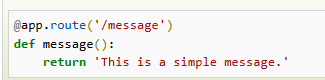 @app.route('/message')
def message():
    return 'This is a simple message.'